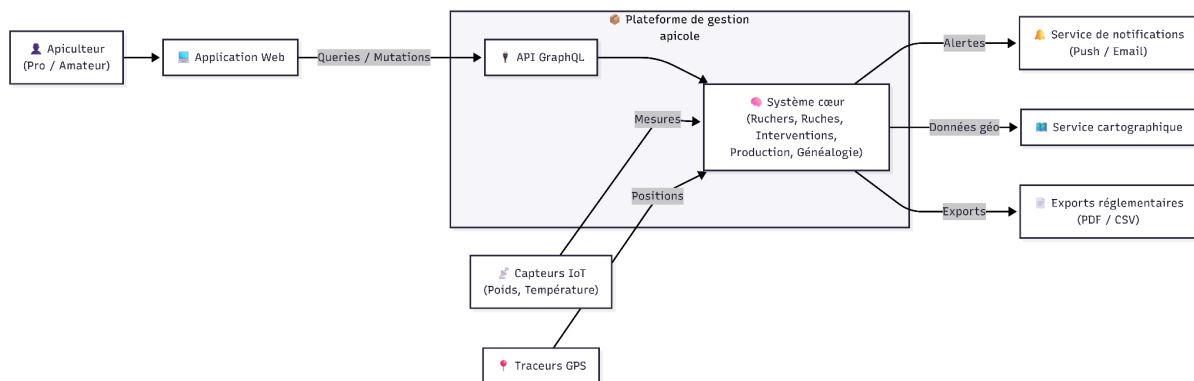 Plateforme de gestion
apicole
Apiculteur
(Pro / Amateur)
Application Web
Queries / Mutations
API GraphQL
Système cœur
(Ruchers, Ruches,
Interventions,
Production, Généalogie)
Mesures
Positions
Capteurs IoT
(Poids, Température)
Traceurs GPS
Alertes
Service de notifications
(Push / Email)
Données géo
Service cartographique
Exports
Exports réglementaires
(PDF / CSV)